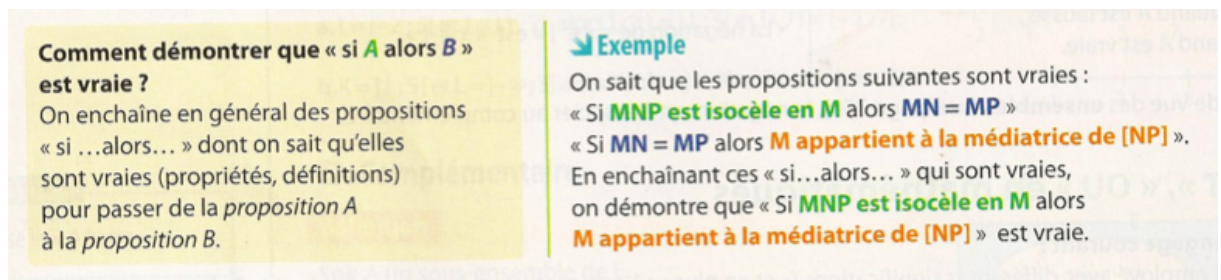 Comment démontrer que « si A alors B »
est vraie ?
On enchaîne en général des propositions
« si ...alors... » dont on sait qu'elles
sont vraies (propriétés, définitions)
pour passer de la proposition A
à la proposition B.
Exemple
On sait que les propositions suivantes sont vraies :
« Si MNP est isocèle en M alors MN = MP »
« Si MN = MP alors M appartient à la médiatrice de [NP] ».
En enchaînant ces « si...alors... » qui sont vraies,
on démontre que « Si MNP est isocèle en M alors
M appartient à la médiatrice de [NP] » est vraie.